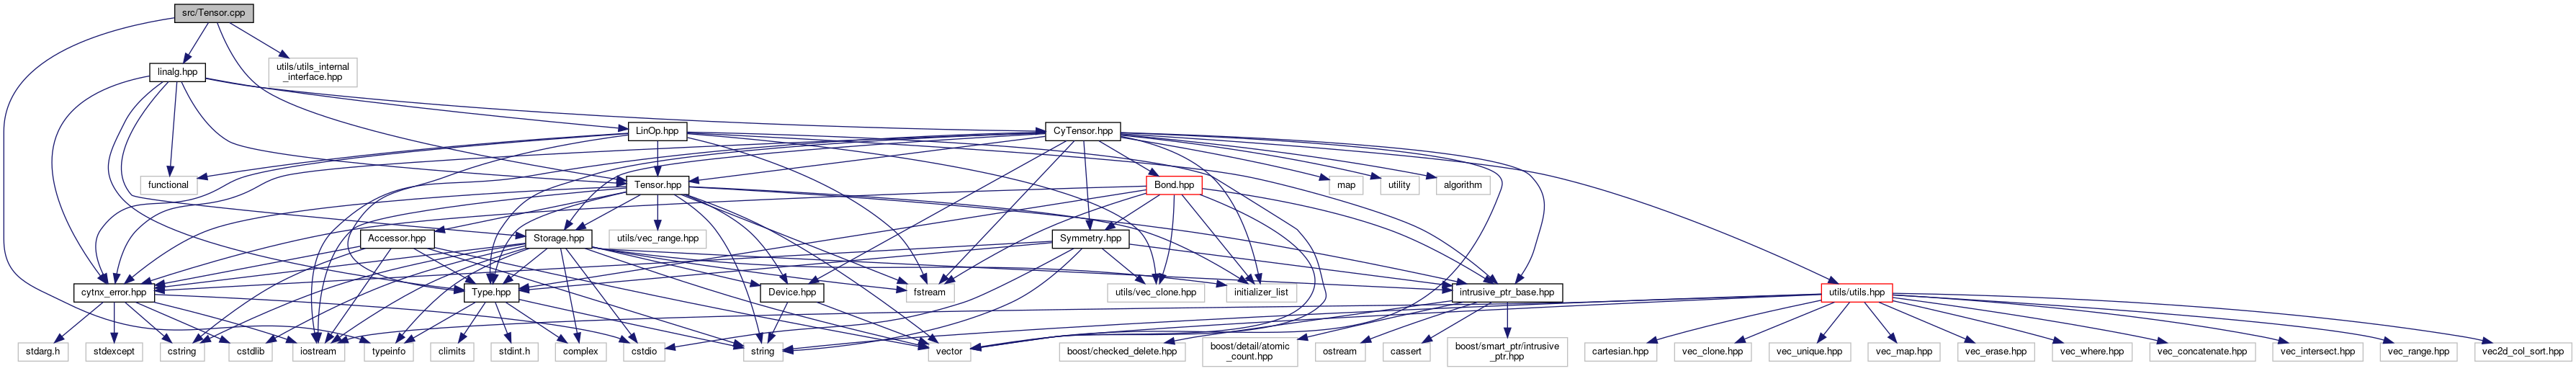 src/Tensor.cpp
linalg.hpp
utils/utils_internal
_interface.hpp
LinOp.hpp
CyTensor.hpp
functional
Tensor.hpp
Bond.hpp
map
utility
algorithm
Accessor.hpp
Storage.hpp
utils/vec_range.hpp
Symmetry.hpp
cytnx_error.hpp
Type.hpp
Device.hpp
fstream
utils/vec_clone.hpp
initializer_list
intrusive_ptr_base.hpp
utils/utils.hpp
stdarg.h
stdexcept
cstring
cstdlib
iostream
typeinfo
climits
stdint.h
complex
cstdio
string
vector
boost/checked_delete.hpp
boost/detail/atomic
_count.hpp
ostream
cassert
boost/smart_ptr/intrusive
_ptr.hpp
cartesian.hpp
vec_clone.hpp
vec_unique.hpp
vec_map.hpp
vec_erase.hpp
vec_where.hpp
vec_concatenate.hpp
vec_intersect.hpp
vec_range.hpp
vec2d_col_sort.hpp